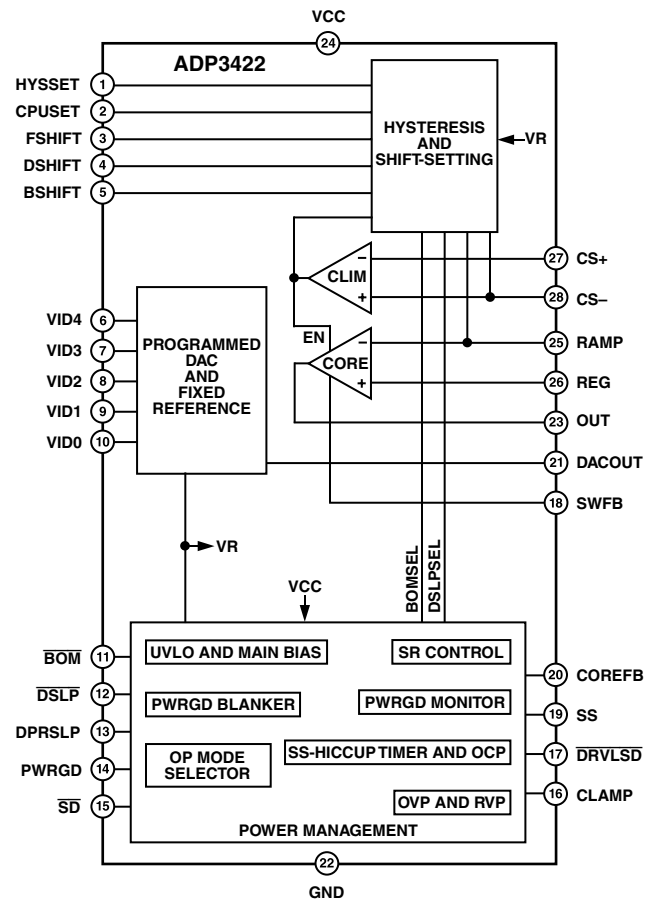 VCC
24
ADP3422
HYSSET 1
CPUSET 2
FSHIFT 3
DSHIFT 4
BSHIFT 5
HYSTERESIS
AND
SHIFT-SETTING
VR
–
CLIM
+
27 CS+
28 CS–
VID4 6
VID3 7
VID2 8
VID1 9
VID0 10
PROGRAMMED
DAC
AND
FIXED
REFERENCE
EN
–
CORE
+
25 RAMP
26 REG
23 OUT
21 DACOUT
18 SWFB
VR
VCC
BOMSEL
DSLPSEL
BOM 11
DSLP 12
DPRSLP 13
PWRGD 14
SD 15
UVLO AND MAIN BIAS
SR CONTROL
PWRGD BLANKER
PWRGD MONITOR
OP MODE
SELECTOR
SS-HICCUP TIMER AND OCP
OVP AND RVP
POWER MANAGEMENT
20 COREFB
19 SS
17 DRVLSD
16 CLAMP
22
GND